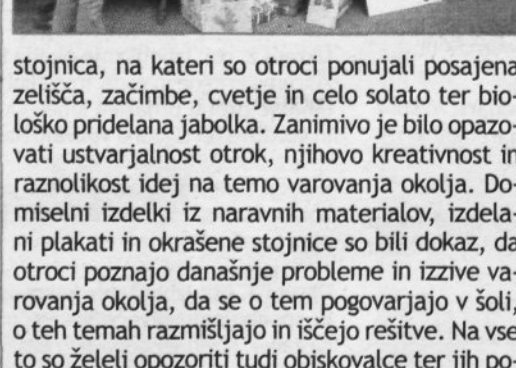 stojnica, na kateri so otroci ponujali posajena
zelišča, začimbe, cvetje in celo solato ter bio-
loško pridelana jabolka. Zanimivo je bilo opazo-
vati ustvarjalnost otrok, njihovo kreativnost in
raznolikost idej na temo varovanja okolja. Do-
miselni izdelki iz naravnih materialov, izdela-
ni plakati in okrašene stojnice so bili dokaz, da
otroci poznajo današnje probleme in izzive va-
rovanja okolja, da se o tem pogovarjajo v šoli,
o teh temah razmišljajo in iščejo rešitve. Na vse
to so želeli opozoriti tudi obiskovalce ter jih po-